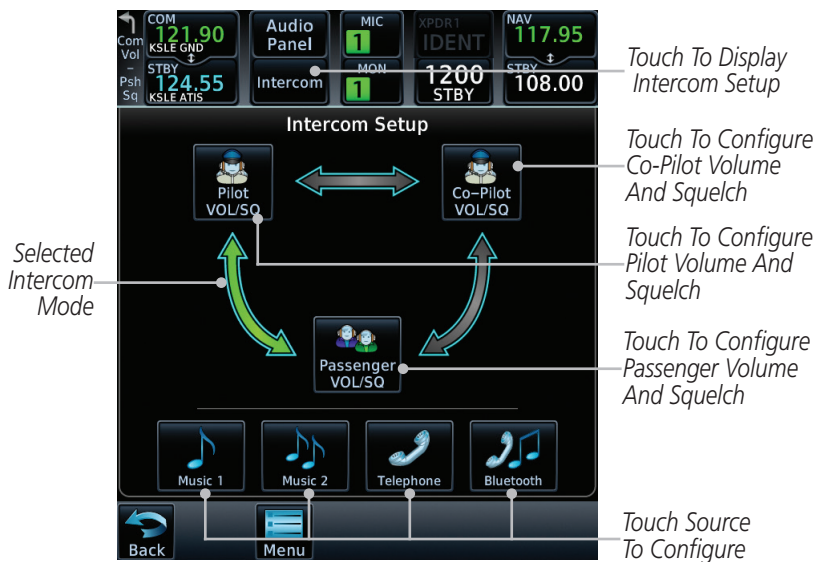 COM
121.90
KSLE GND
Com
Vol
–
Psh
Sq
STBY
124.55
KSLE ATIS
Audio
Panel
Intercom
MIC
1
MON
1
XPDR1
IDENT
1200
STBY
NAV
117.95
STBY
108.00
Intercom Setup
Pilot
VOL/SQ
Co-Pilot
VOL/SQ
Passenger
VOL/SQ
Music 1
Music 2
Telephone
Bluetooth
Back
Menu
Selected
Intercom
Mode
Touch To Display
Intercom Setup
Touch To Configure
Co-Pilot Volume
And Squelch
Touch To Configure
Pilot Volume And
Squelch
Touch To Configure
Passenger Volume
And Squelch
Touch Source
To Configure